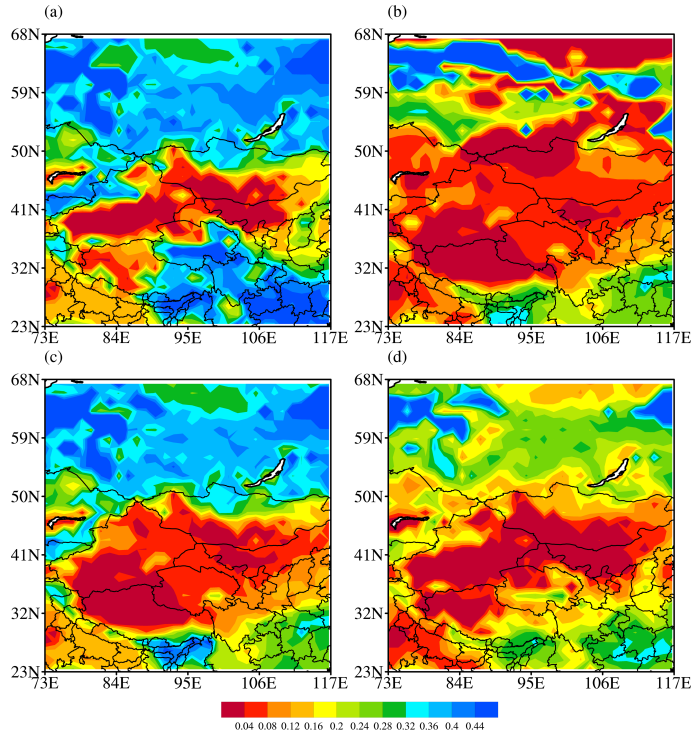 (a) (b)
68N 68N
59N 59N
50N 50N
41N 41N
32N 32N
23N 23N
73E 84E 95E 106E 117E 73E 84E 95E 106E 117E
(c) (d)
68N 68N
59N 59N
50N 50N
41N 41N
32N 32N
23N 23N
73E 84E 95E 106E 117E 73E 84E 95E 106E 117E
0.04 0.08 0.12 0.16 0.2 0.24 0.28 0.32 0.36 0.4 0.44